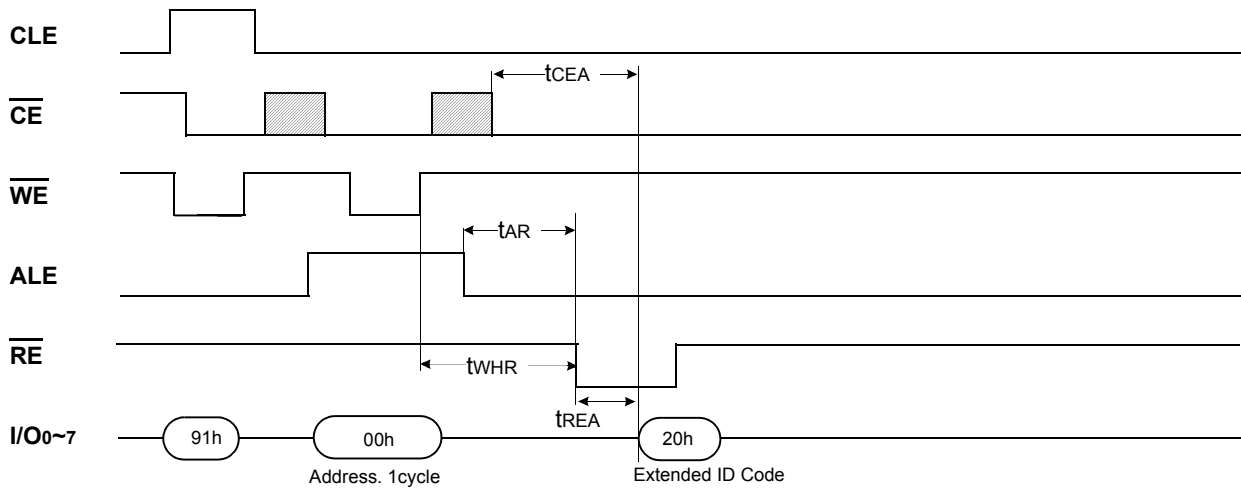 CLE
tCEA
CE
WE
tAR
ALE
RE
tWHR
tREA
I/O0~7
91h
00h
20h
Address. 1cycle
Extended ID Code